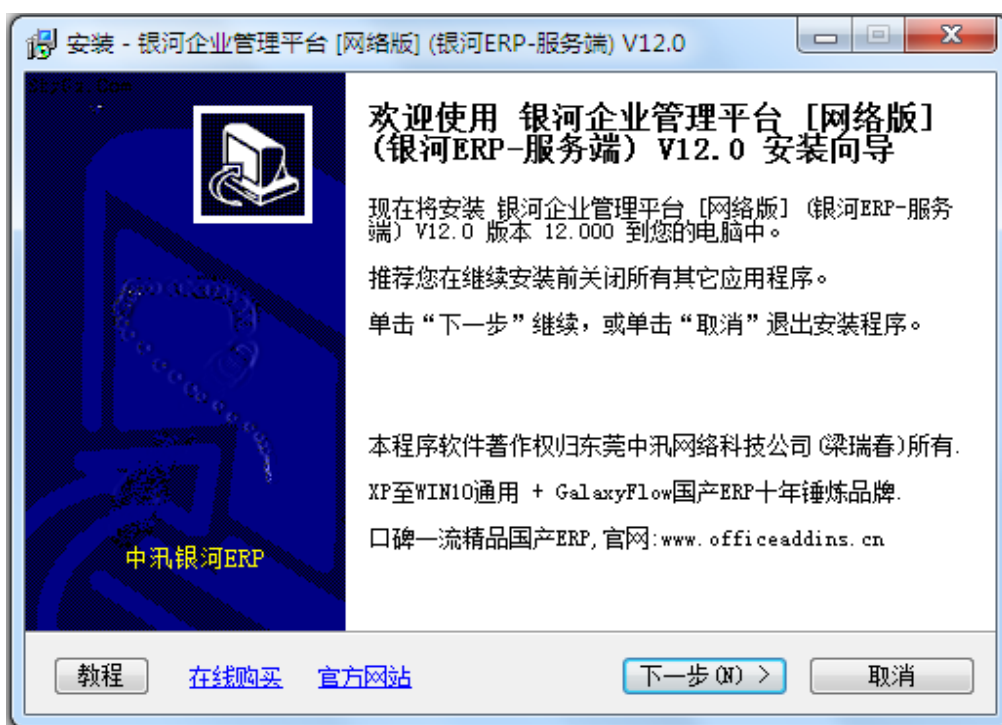 安装 - 银河企业管理平台 [网络版] (银河ERP-服务端) V12.0
欢迎使用 银河企业管理平台 [网络版]
(银河ERP-服务端) V12.0 安装向导
现在将安装 银河企业管理平台 [网络版] (银河ERP-服务
端) V12.0 版本 12.000 到您的电脑中。
推荐您在继续安装前关闭所有其它应用程序。
单击“下一步”继续，或单击“取消”退出安装程序。
本程序软件著作权归东莞中汛网络科技公司(梁瑞春)所有.
XP至WIN10通用 + GalaxyFlow国产ERP十年锤炼品牌.
口碑一流精品国产ERP,官网:www.officeaddins.cn
中汛银河ERP
教程 在线购买 官方网站 下一步(N) > 取消